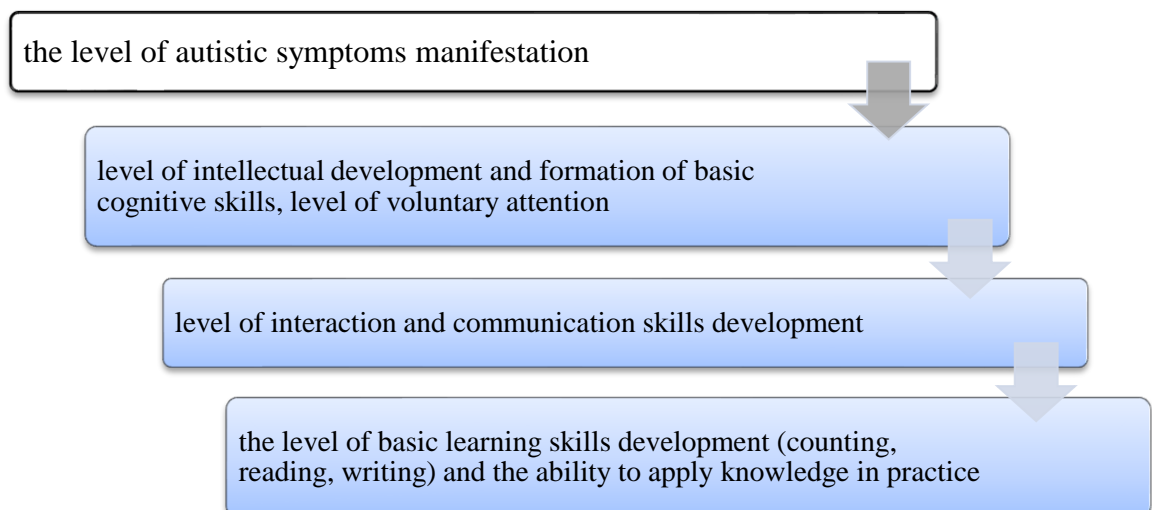 the level of autistic symptoms manifestation
level of intellectual development and formation of basic
cognitive skills, level of voluntary attention
level of interaction and communication skills development
the level of basic learning skills development (counting,
reading, writing) and the ability to apply knowledge in practice